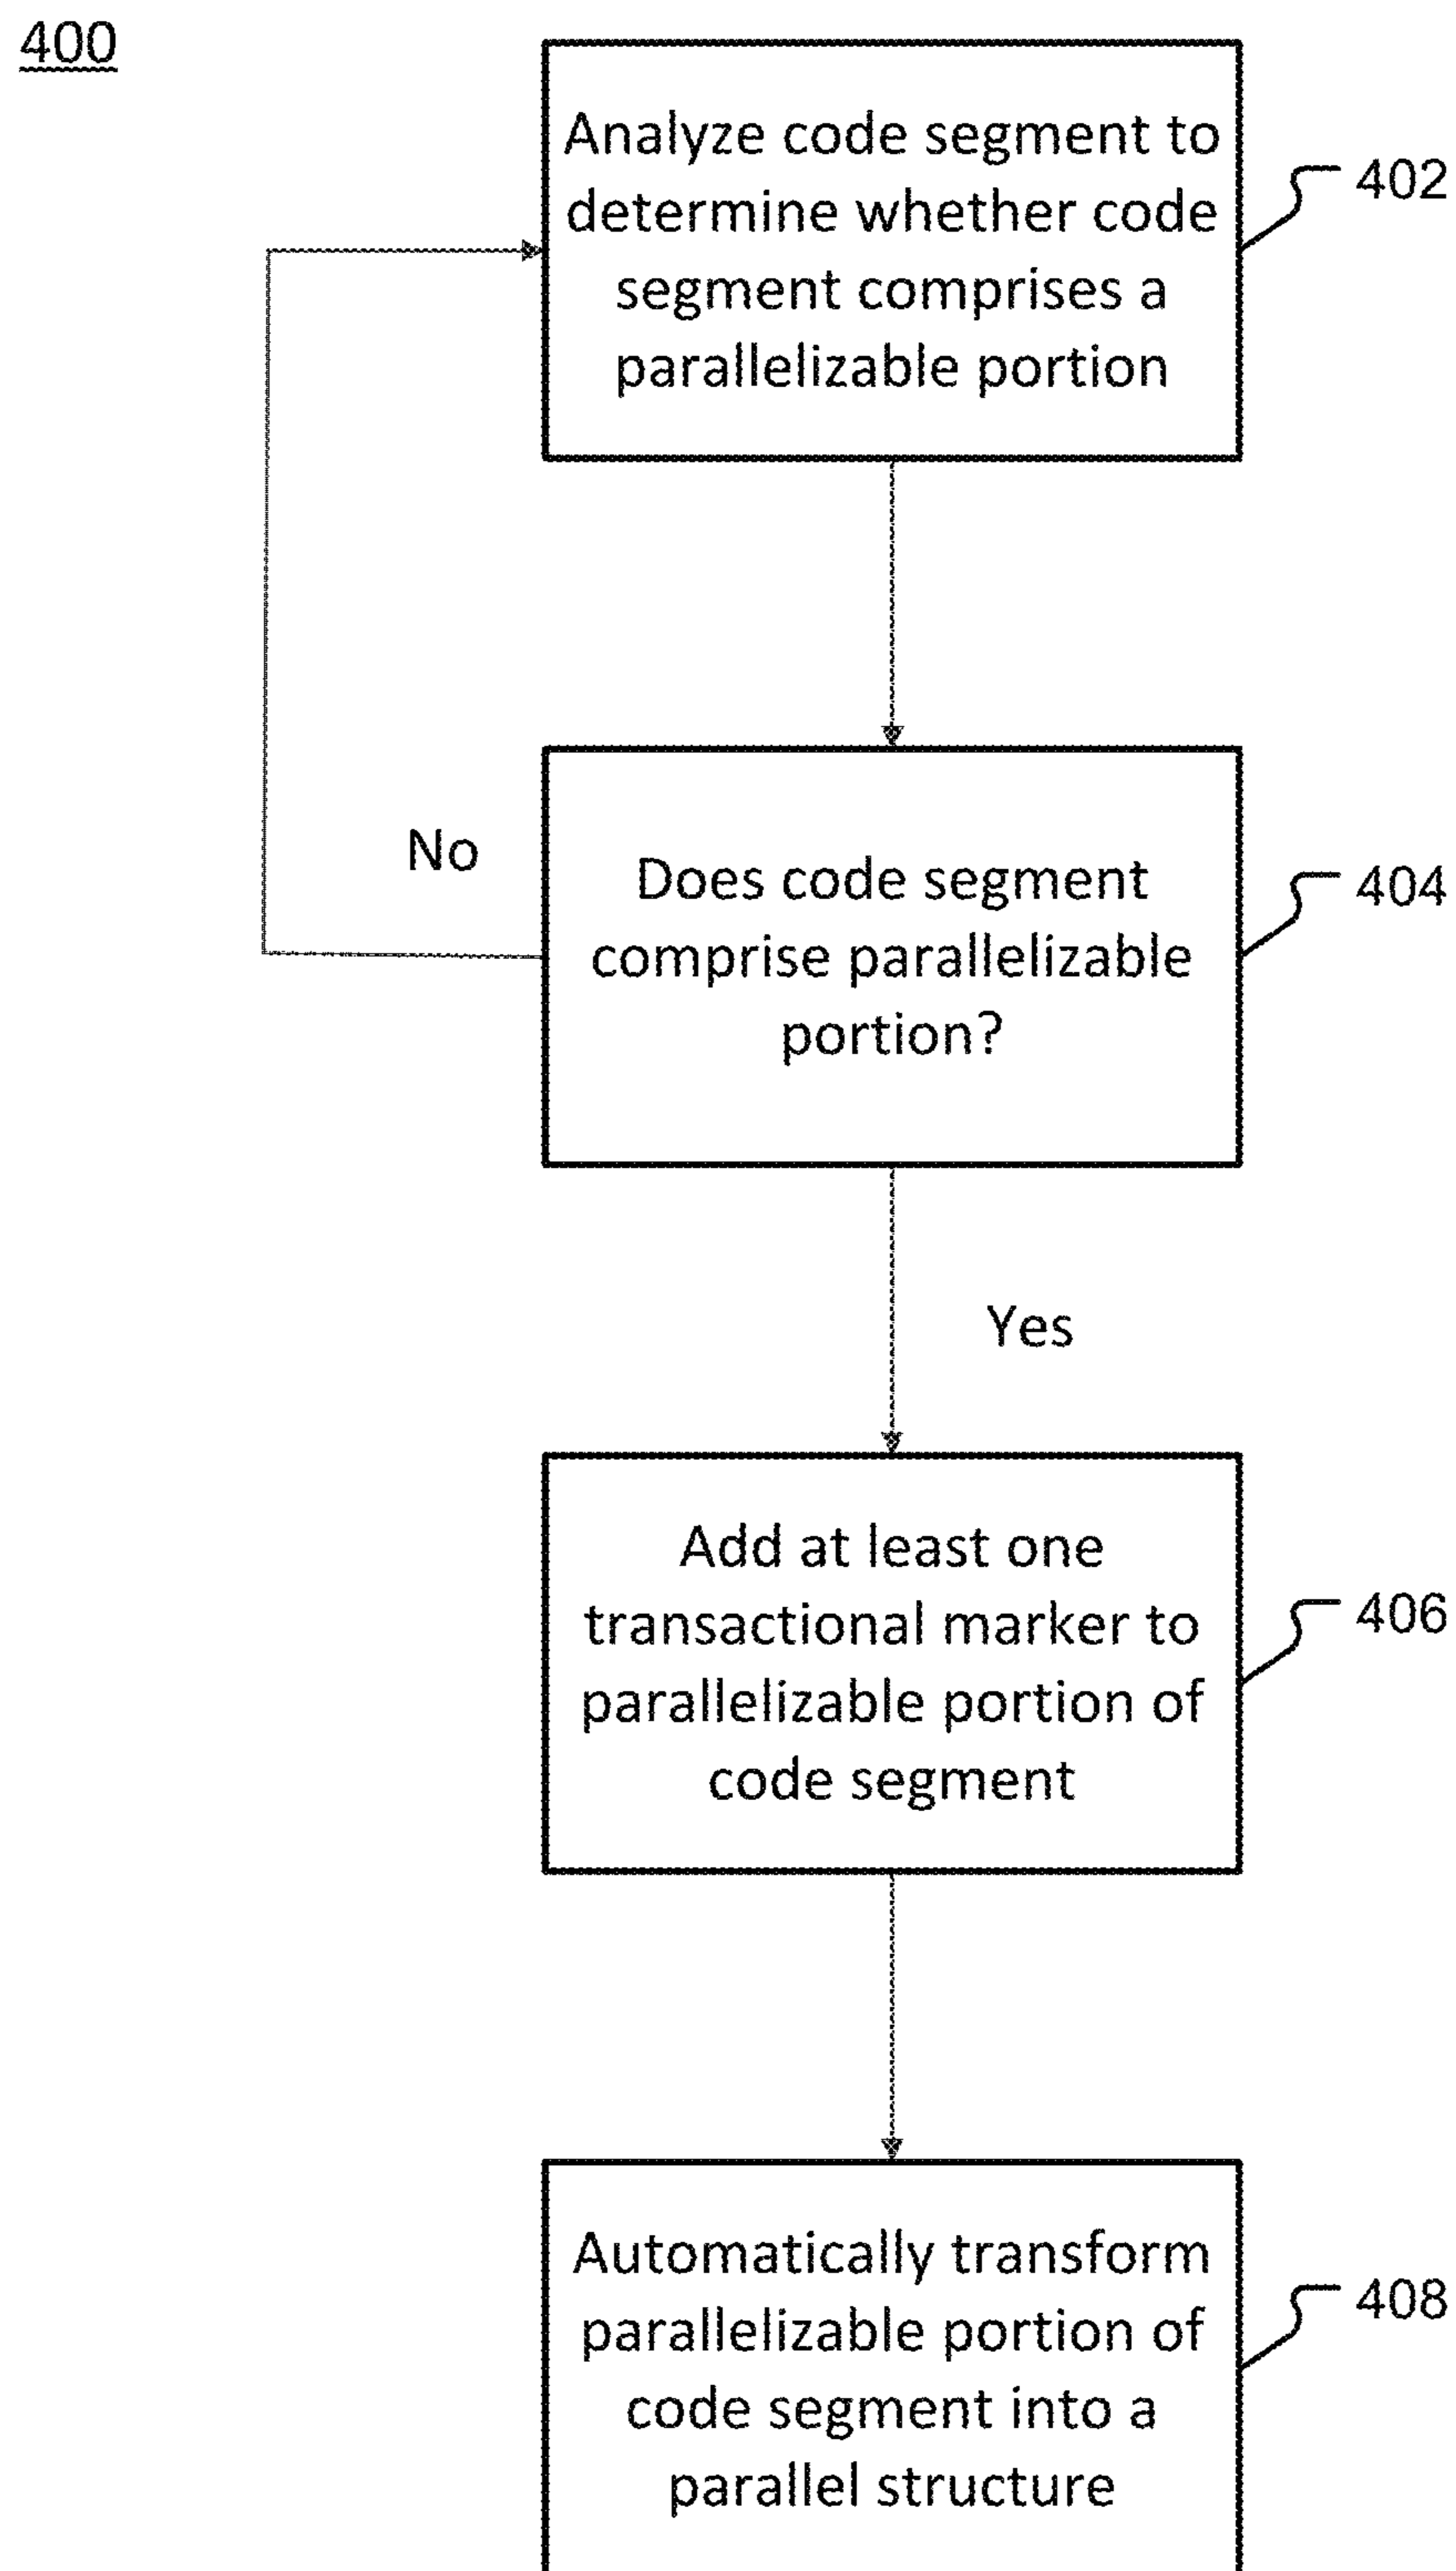 400
Analyze code segment to
determine whether code
segment comprises a
parallelizable portion
402
No
Does code segment
comprise parallelizable
portion?
404
Yes
Add at least one
transactional marker to
parallelizable portion of
code segment
406
Automatically transform
parallelizable portion of
code segment into a
parallel structure
408